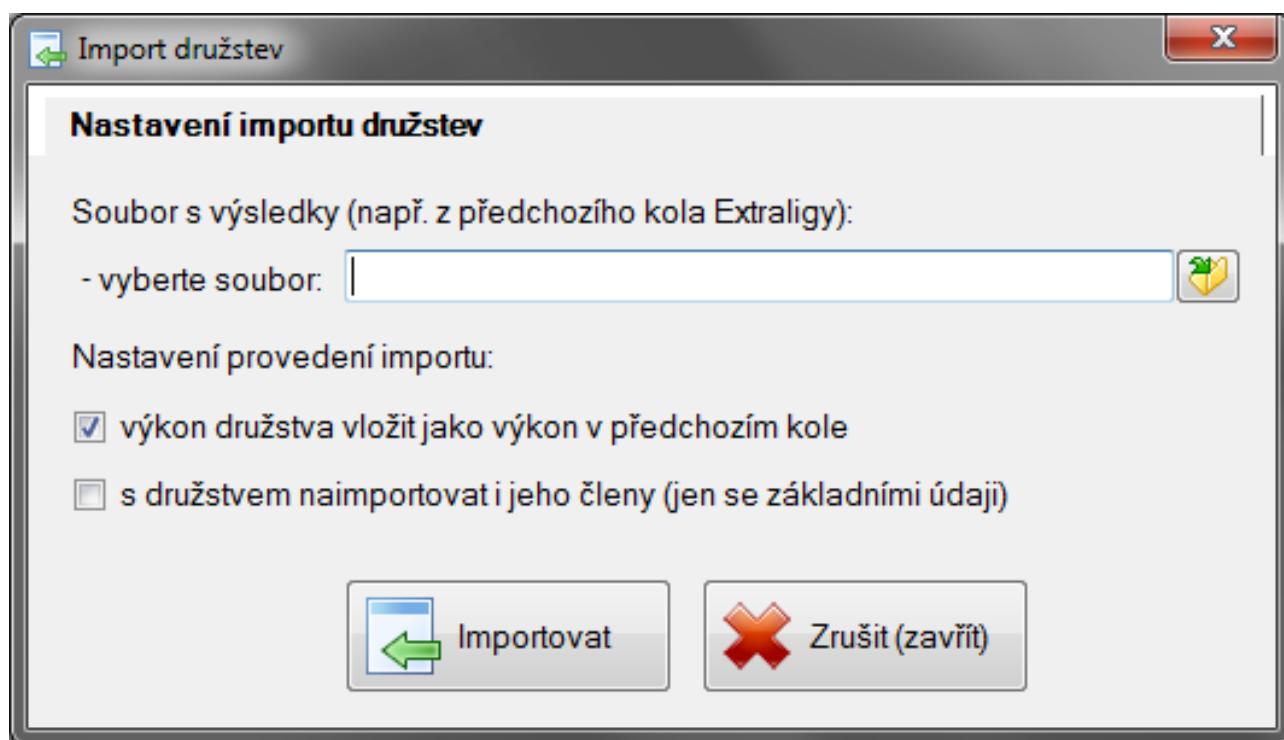 Import družstev
Nastavení importu družstev
Soubor s výsledky (např. z předchozího kola Extraligy):
- vyberte soubor:
Nastavení provedení importu:
výkon družstva vložit jako výkon v předchozím kole
s družstvem naimportovat i jeho členy (jen se základními údaji)
Importovat
Zrušit (zavřít)